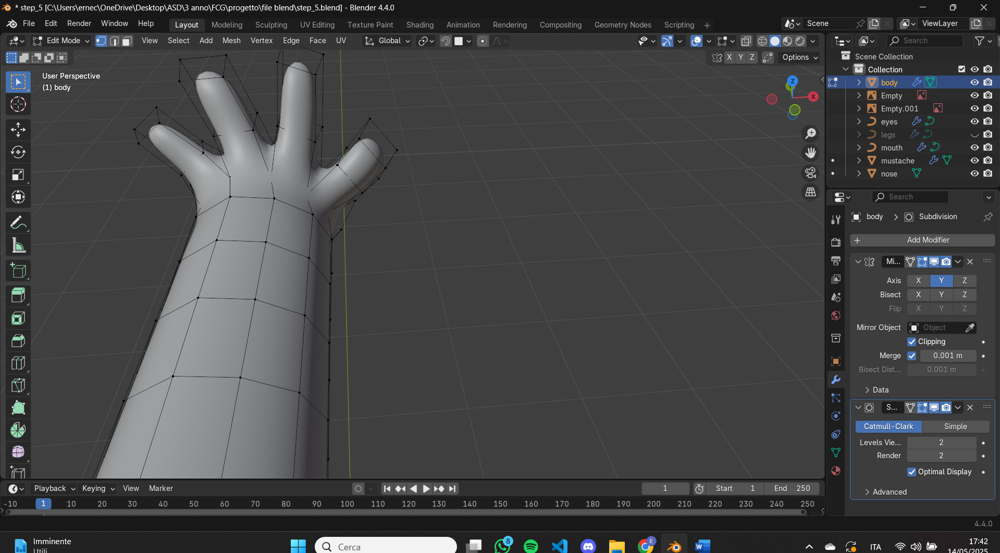 * step_5 [C:\Users\ernec\OneDrive\Desktop\ASD\3 anno\FCG\progetto\file blend\step_5.blend] - Blender 4.4.0
File Edit Render Window Help
Layout Modeling Sculpting UV Editing Texture Paint Shading Animation Rendering Compositing Geometry Nodes Scripting +
Scene
ViewLayer
Edit Mode View Select Add Mesh Vertex Edge Face UV Global
X Y Z Options
User Perspective
(1) body
Z
X
Search
Scene Collection
Collection
body
Empty
Empty.001
eyes
legs
mouth
mustache
nose
Search
body > Subdivision
Add Modifier
Mi...
Axis X Y Z
Bisect X Y Z
Flip X Y Z
Mirror Object Object
Clipping
Merge 0.001 m
Bisect Dist... 0.001 m
Data
S...
Catmull-Clark Simple
Levels Vie... 2
Render 2
Optimal Display
Advanced
Playback Keying View Marker
1 Start 1 End 250
-10 1 10 20 30 40 50 60 70 80 90 100 110 120 130 140 150 160 170 180 190 200 210 220 230 240 250
4.4.0
Imminente
Utili
Cerca
8
E
W
ITA
17:42
14/05/2025